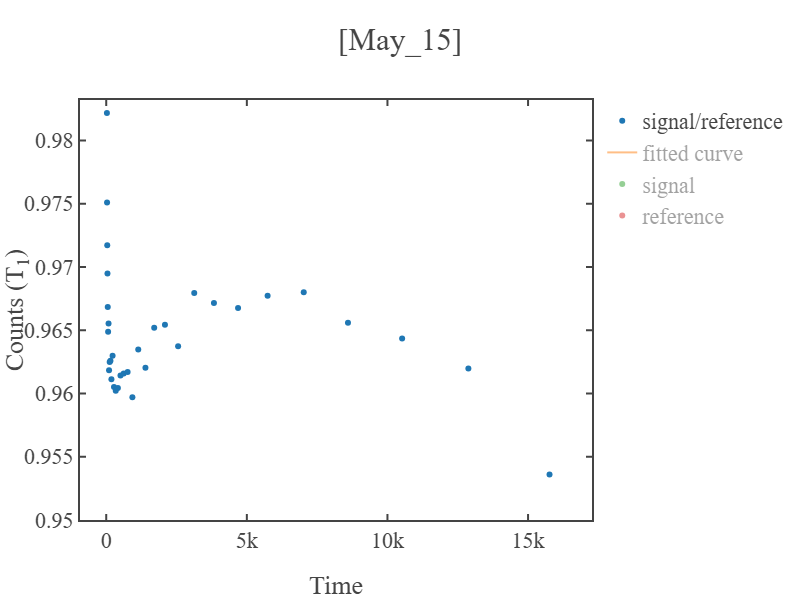 [May_15]
signal/reference
fitted curve
signal
reference
Counts (T1)
0.98
0.975
0.97
0.965
0.96
0.955
0.95
0
5k
10k
15k
Time